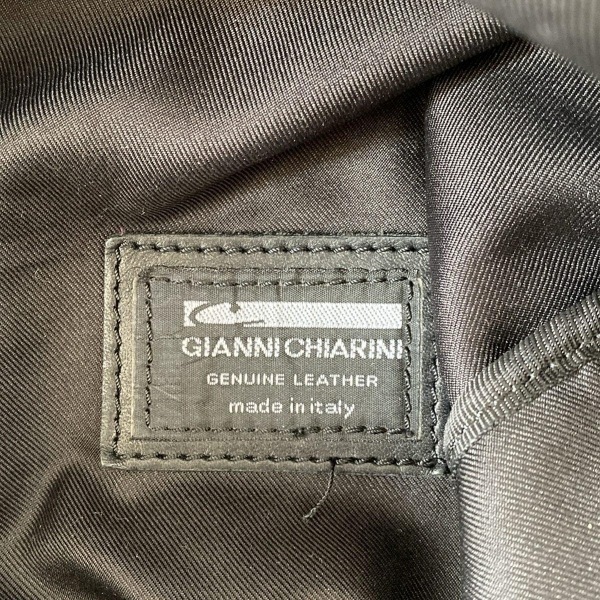 GIANNI CHIARINI
GENUINE LEATHER
made in italy